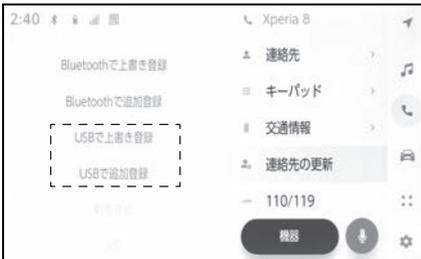 2:40
Bluetoothで上書き登録
Bluetoothで追加登録
USBで上書き登録
USBで追加登録
Xperia 8
連絡先
キーパッド
交通情報
連絡先の更新
110/119
機器